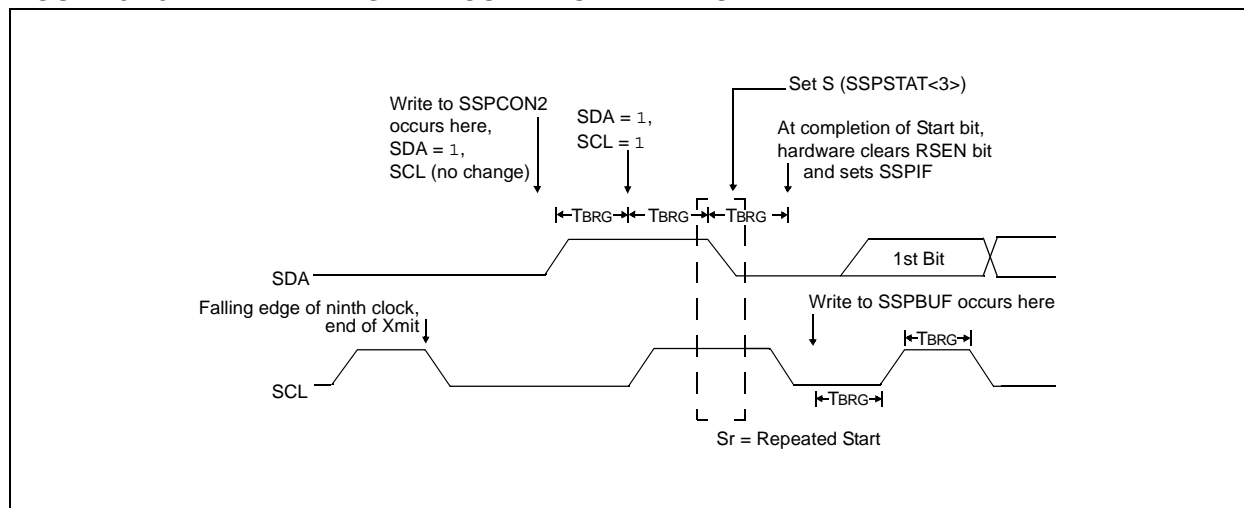 Set S (SSPSTAT<3>)
Write to SSPCON2
occurs here,
SDA = 1,
SCL (no change)
SDA = 1,
SCL = 1
At completion of Start bit,
hardware clears RSEN bit
and sets SSPIF
TBRG
TBRG
TBRG
SDA
1st Bit
Falling edge of ninth clock,
end of Xmit
Write to SSPBUF occurs here
TBRG
SCL
TBRG
Sr = Repeated Start